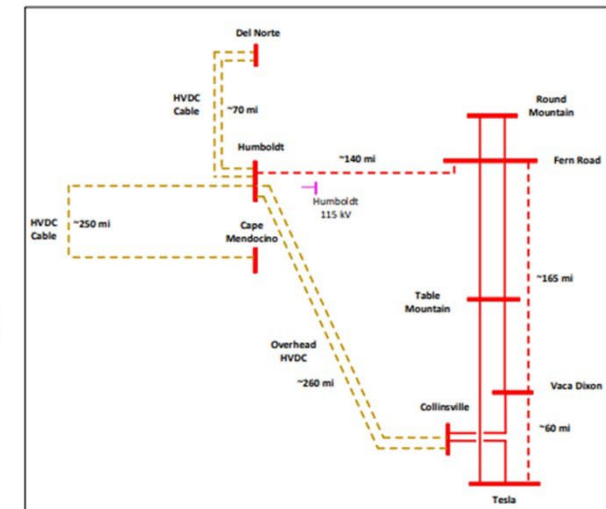 Del Norte
HVDC
Cable
~70 mi
Round
Mountain
Humboldt
~140 mi
Fern Road
Humboldt
115 kV
HVDC
Cable
~250 mi
Cape
Mendocino
~165 mi
Table
Mountain
Overhead
HVDC
~260 mi
Vaca Dixon
Collinsville
~60 mi
Tesla